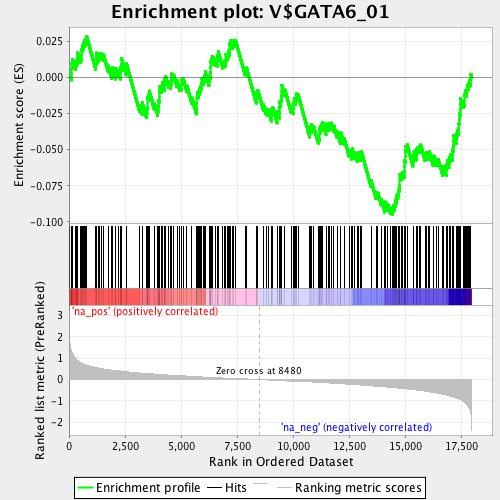 Enrichment plot: V$GATA6_01
Enrichment score (ES)
0.025
0.000
-0.025
-0.050
-0.075
-0.100
'na_pos' (positively correlated)
Ranked list metric (PreRanked)
3
2
1
0
-1
-2
Zero cross at 8480
'na_neg' (negatively correlated)
0
2,500
5,000
7,500
10,000
12,500
15,000
17,500
Rank in Ordered Dataset
Enrichment profile
Hits
Ranking metric scores